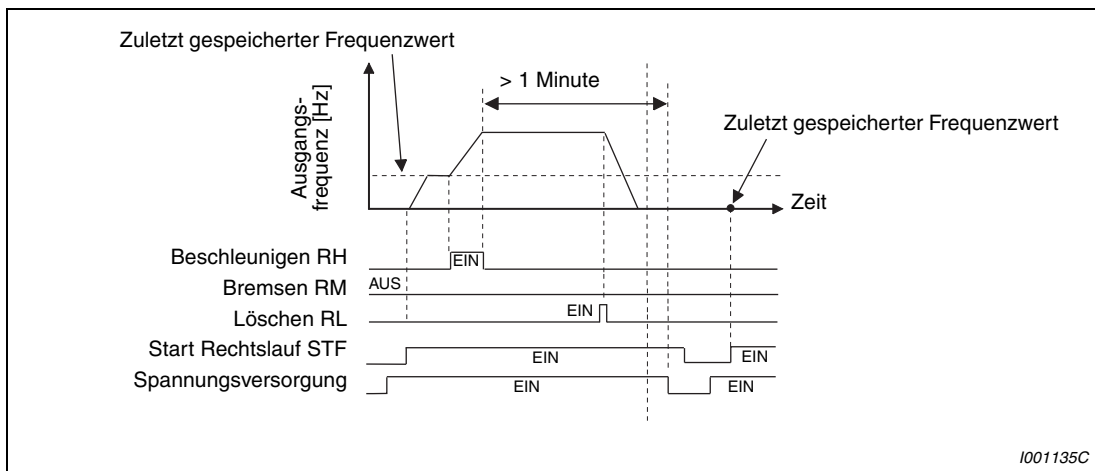 Zuletzt gespeicherter Frequenzwert
> 1 Minute
Ausgangs-
frequenz [Hz]
Zuletzt gespeicherter Frequenzwert
Zeit
Beschleunigen RH
EIN
Bremsen RM
AUS
Löschen RL
EIN
Start Rechtslauf STF
EIN
EIN
Spannungsversorgung
EIN
EIN
I001135C